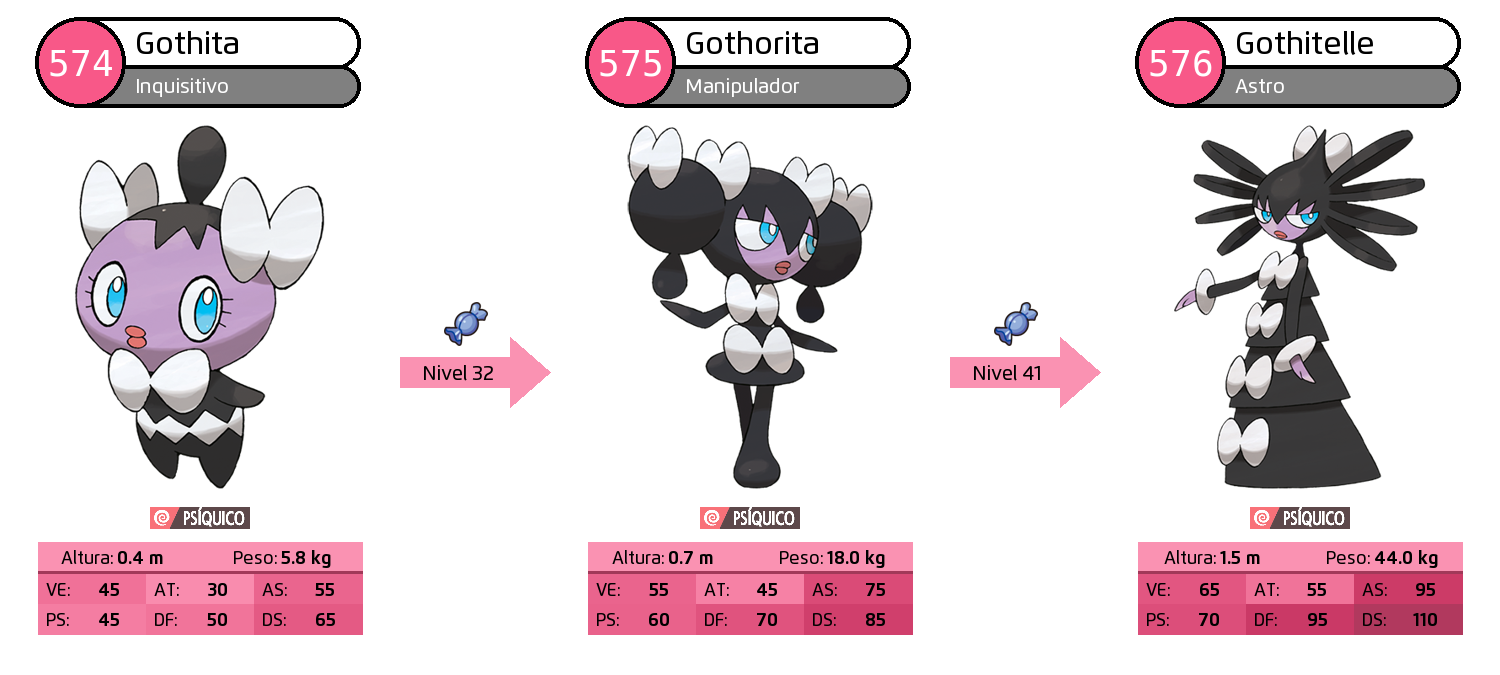 574
Gothita
Inquisitivo
PSÍQUICO
Altura: 0.4 m Peso: 5.8 kg
VE: 45 AT: 30 AS: 55
PS: 45 DF: 50 DS: 65
Nivel 32
575
Gothorita
Manipulador
PSÍQUICO
Altura: 0.7 m Peso: 18.0 kg
VE: 55 AT: 45 AS: 75
PS: 60 DF: 70 DS: 85
Nivel 41
576
Gothitelle
Astro
PSÍQUICO
Altura: 1.5 m Peso: 44.0 kg
VE: 65 AT: 55 AS: 95
PS: 70 DF: 95 DS: 110